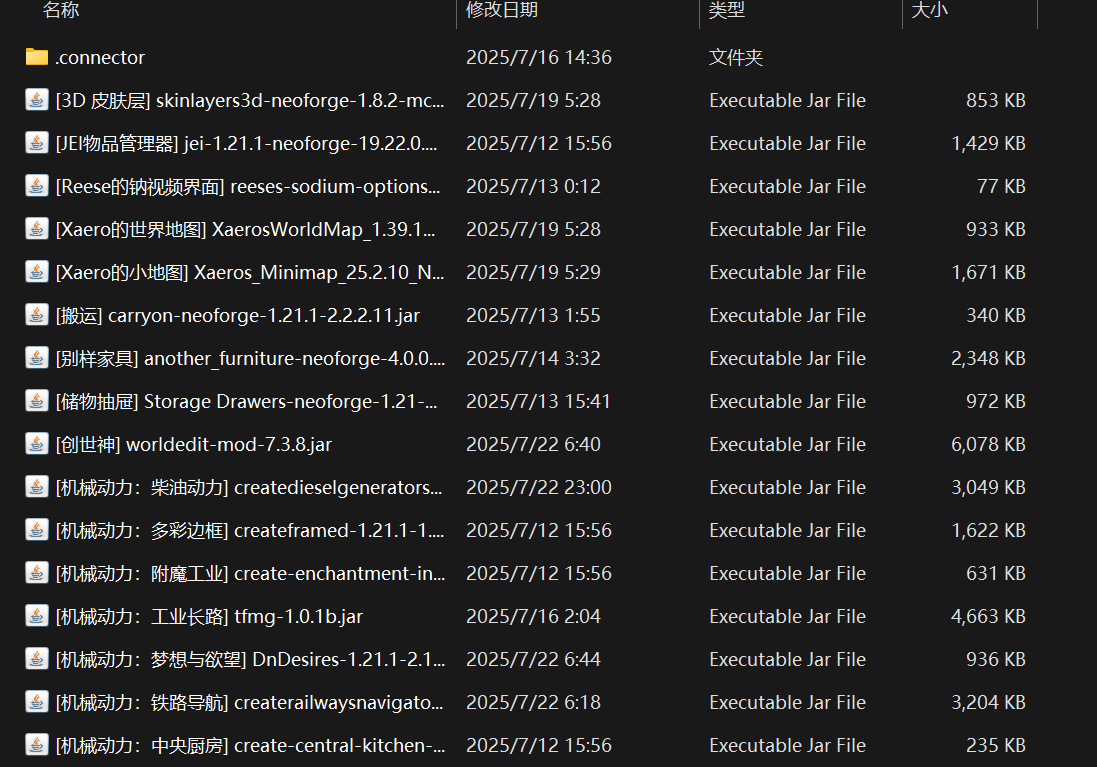 名称 修改日期 类型 大小
.connector 2025/7/16 14:36 文件夹
[3D 皮肤层] skinlayers3d-neoforge-1.8.2-mc... 2025/7/19 5:28 Executable Jar File 853 KB
[JEI物品管理器] jei-1.21.1-neoforge-19.22.0.... 2025/7/12 15:56 Executable Jar File 1,429 KB
[Reese的钠视频界面] reeses-sodium-options... 2025/7/13 0:12 Executable Jar File 77 KB
[Xaero的世界地图] XaerosWorldMap_1.39.1... 2025/7/19 5:28 Executable Jar File 933 KB
[Xaero的小地图] Xaeros_Minimap_25.2.10_N... 2025/7/19 5:29 Executable Jar File 1,671 KB
[搬运] carryon-neoforge-1.21.1-2.2.2.11.jar 2025/7/13 1:55 Executable Jar File 340 KB
[别样家具] another_furniture-neoforge-4.0.0.... 2025/7/14 3:32 Executable Jar File 2,348 KB
[储物抽屉] Storage Drawers-neoforge-1.21-... 2025/7/13 15:41 Executable Jar File 972 KB
[创世神] worldedit-mod-7.3.8.jar 2025/7/22 6:40 Executable Jar File 6,078 KB
[机械动力：柴油动力] createdieselgenerators... 2025/7/22 23:00 Executable Jar File 3,049 KB
[机械动力：多彩边框] createframed-1.21.1-1.... 2025/7/12 15:56 Executable Jar File 1,622 KB
[机械动力：附魔工业] create-enchantment-in... 2025/7/12 15:56 Executable Jar File 631 KB
[机械动力：工业长路] tfmg-1.0.1b.jar 2025/7/16 2:04 Executable Jar File 4,663 KB
[机械动力：梦想与欲望] DnDesires-1.21.1-2.1... 2025/7/22 6:44 Executable Jar File 936 KB
[机械动力：铁路导航] createrailwaysnavigato... 2025/7/22 6:18 Executable Jar File 3,204 KB
[机械动力：中央厨房] create-central-kitchen-... 2025/7/12 15:56 Executable Jar File 235 KB